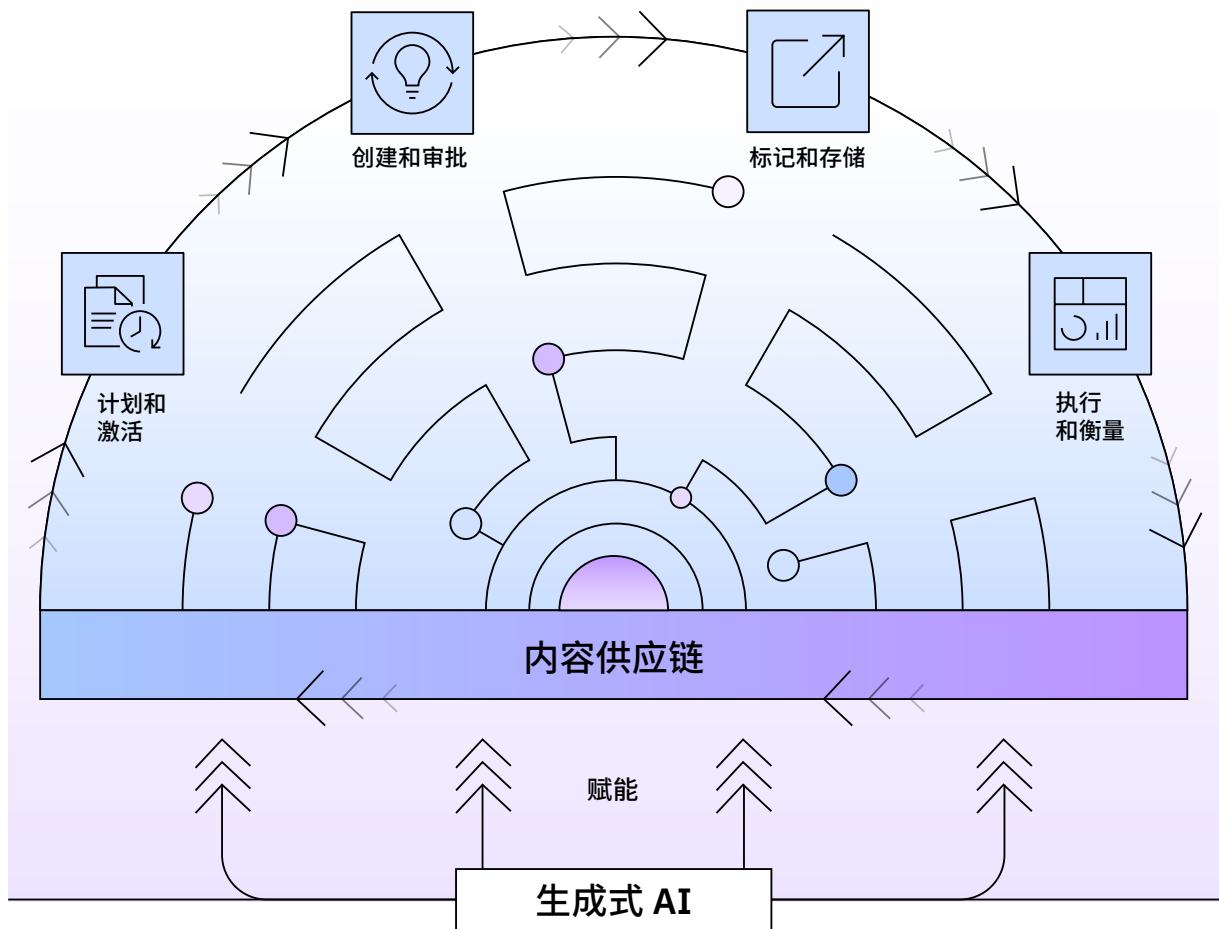 创建和审批
标记和存储
计划和
激活
执行
和衡量
内容供应链
赋能
生成式 AI